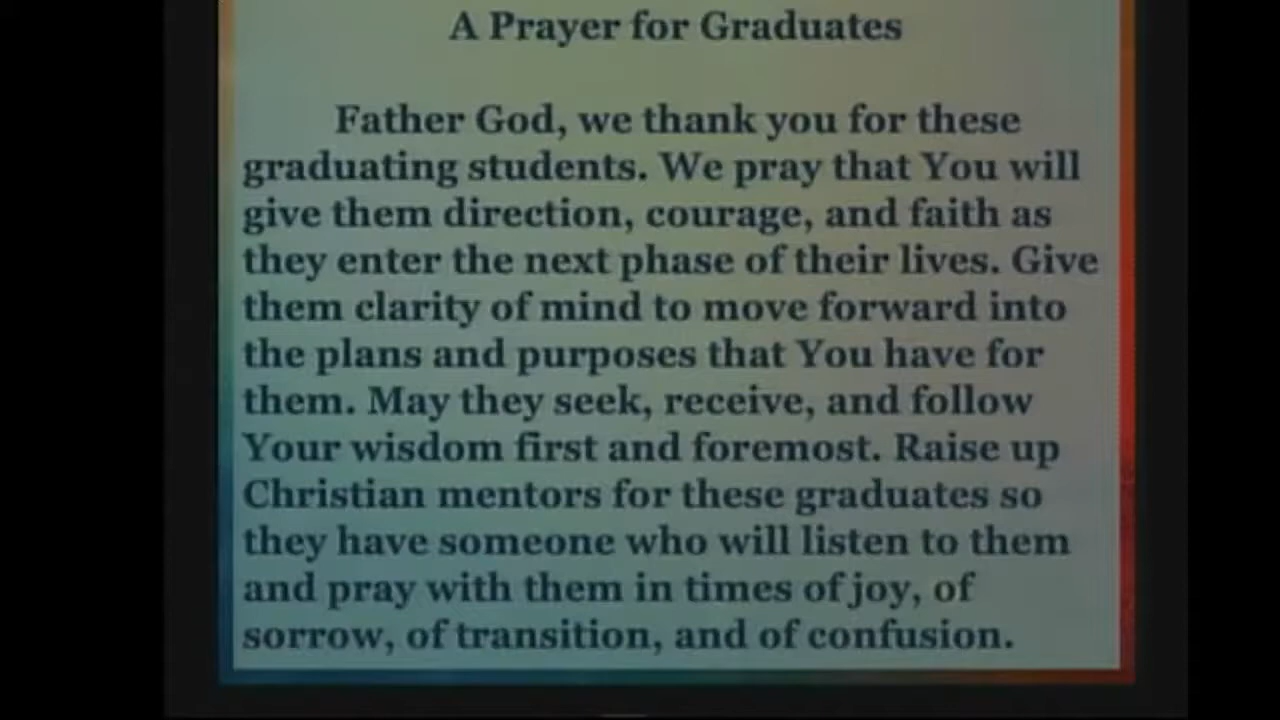 A Prayer for Graduates
Father God, we thank you for these
graduating students. We pray that You will
give them direction, courage, and faith as
they enter the next phase of their lives. Give
them clarity of mind to move forward into
the plans and purposes that You have for
them. May they seek, receive, and follow
Your wisdom first and foremost. Raise up
Christian mentors for these graduates so
they have someone who will listen to them
and pray with them in times of joy, of
sorrow, of transition, and of confusion.